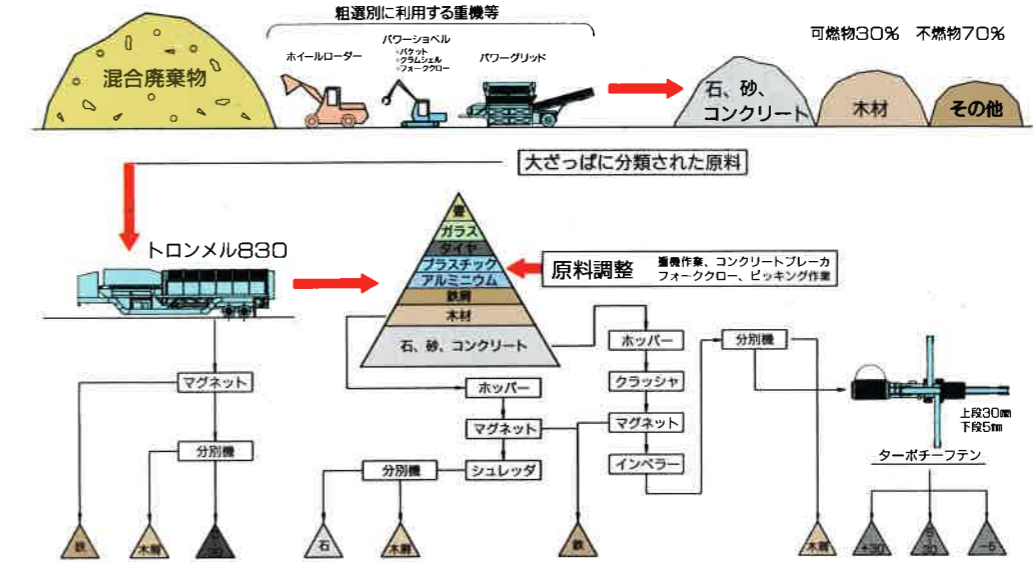 粗選別に利用する重機等
可燃物30% 不燃物70%
混合廃棄物
ホイールローダー
パワーショベル
・バケット
・クラムシェル
・フォーククロー
パワーグリッド
石、砂、
コンクリート
木材
その他
大ざっぱに分類された原料
トロンメル830
畳
ガラス
タイヤ
プラスチック
アルミニウム
鉄屑
木材
石、砂、コンクリート
原料調整
重機作業、コンクリートブレーカ
フォーククロー、ピッキング作業
マグネット
分別機
鉄
木屑
ホッパー
マグネット
シュレッダ
分別機
石
木屑
鉄
ホッパー
クラッシャ
マグネット
インペラー
分別機
木屑
上段30㎜
下段5㎜
ターボチーフテン
+30
5
30
-5